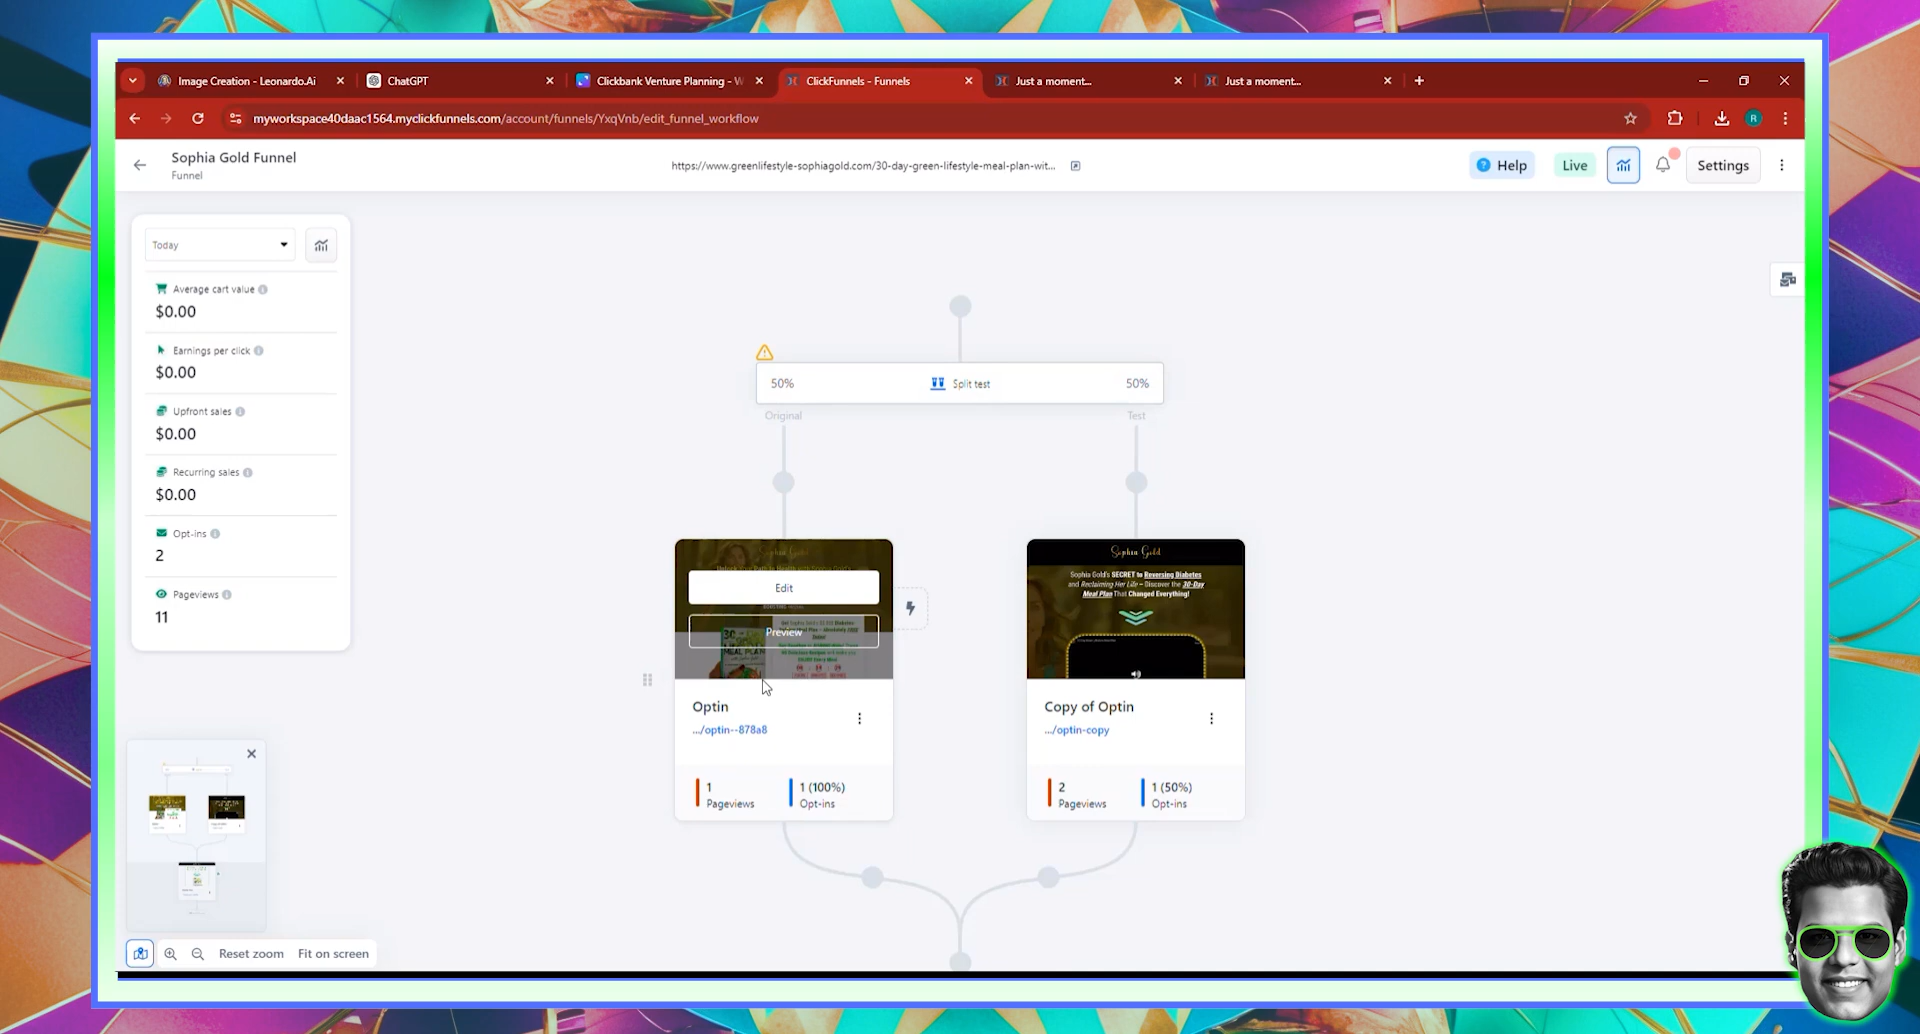 Image Creation - Leonardo.Ai
ChatGPT
Clickbank Venture Planning - W
ClickFunnels - Funnels
Just a moment...
Just a moment...
myworkspace40daac1564.myclickfunnels.com/account/funnels/YxqVnb/edit_funnel_workflow
R
Sophia Gold Funnel
Funnel
https://www.greenlifestyle-sophiagold.com/30-day-green-lifestyle-meal-plan-wit...
Help
Live
Settings
Today
Average cart value
$0.00
Earnings per click
$0.00
Upfront sales
$0.00
Recurring sales
$0.00
Opt-ins
2
Pageviews
11
50%
Split test
50%
Original
Test
Sophia Gold
Edit
Preview
Optin
.../optin--878a8
1
Pageviews
1 (100%)
Opt-ins
Sophia Gold
Sophia Gold's SECRET to Reversing Diabetes
and Reclaiming Her Life – Discover the 30-Day
Meal Plan That Changed Everything!
Copy of Optin
.../optin-copy
2
Pageviews
1 (50%)
Opt-ins
Reset zoom
Fit on screen